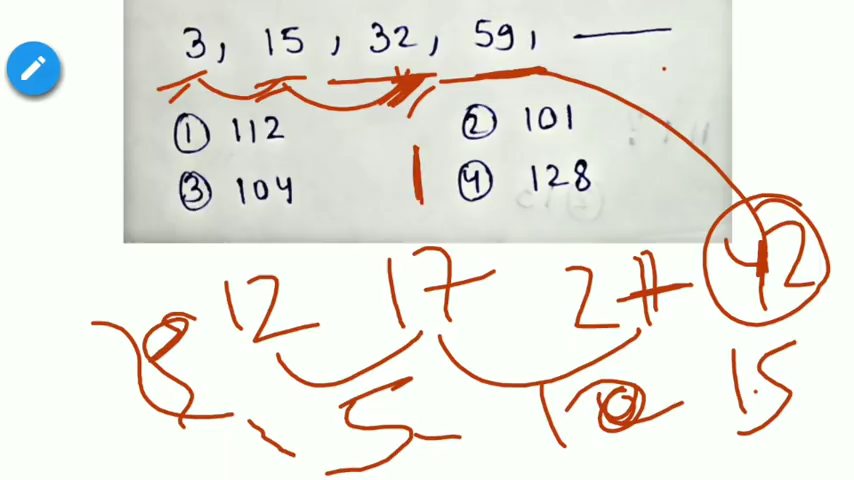 3, 15, 32, 59, ___
① 112 ② 101
③ 104 ④ 128
12 17 27 42
5 10 15